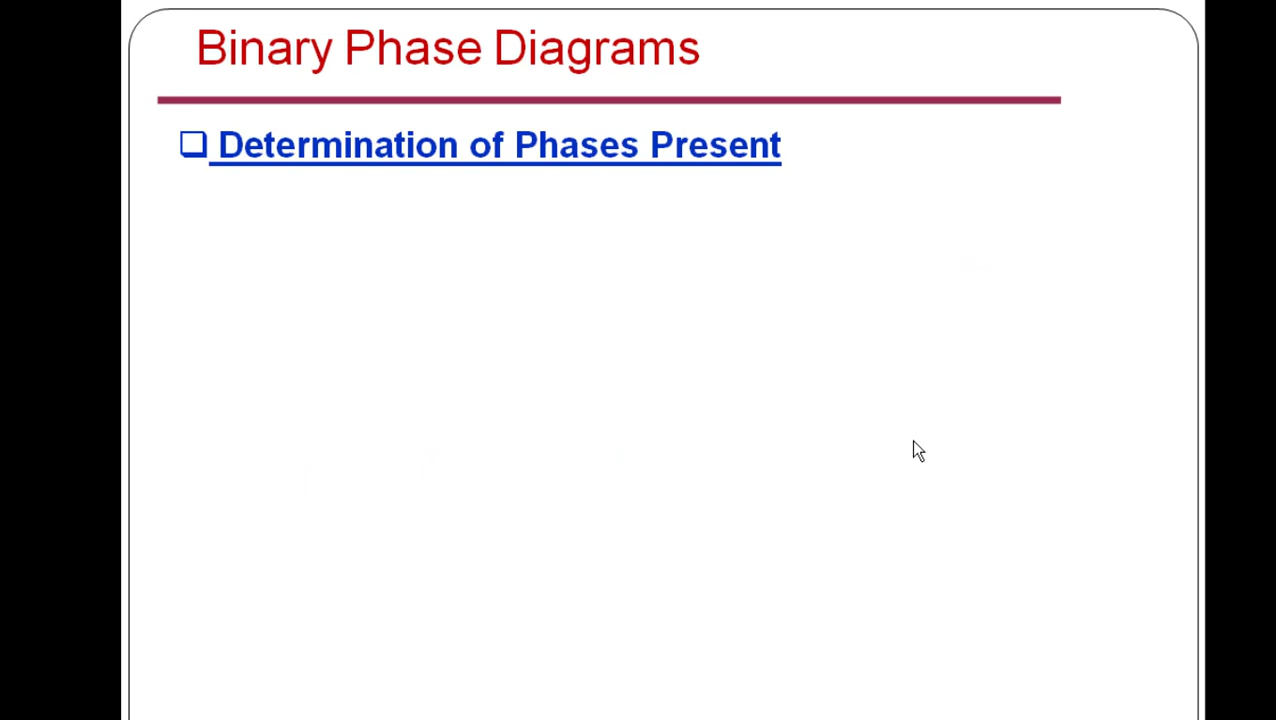 Binary Phase Diagrams
❑ Determination of Phases Present